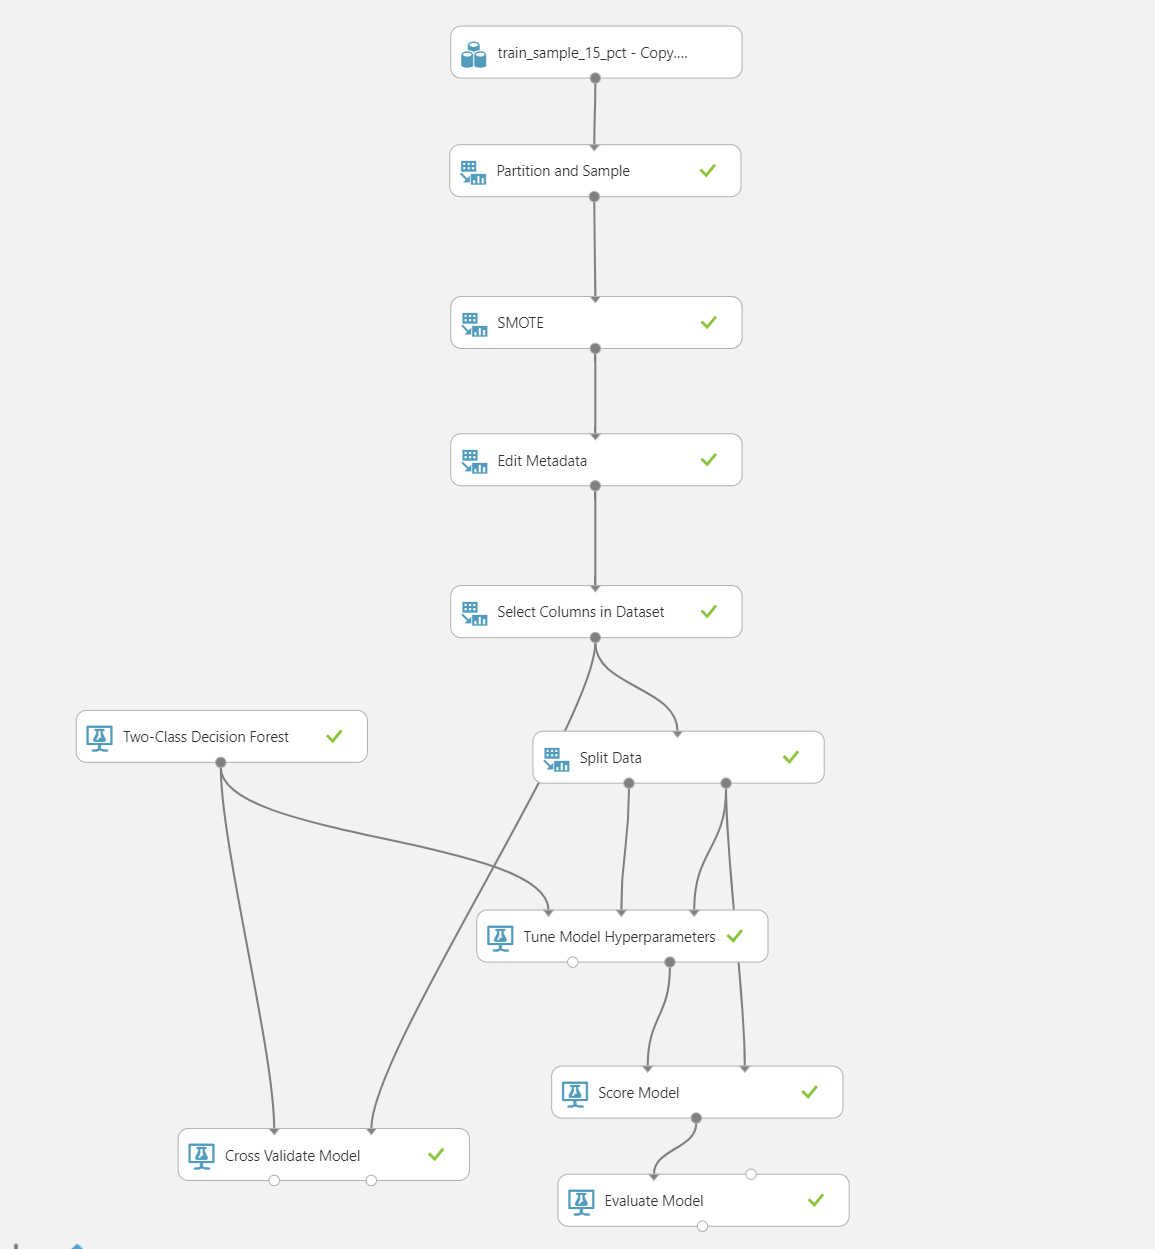 train_sample_15_pct - Copy....
Partition and Sample
SMOTE
Edit Metadata
Select Columns in Dataset
Two-Class Decision Forest
Split Data
Tune Model Hyperparameters
Score Model
Cross Validate Model
Evaluate Model